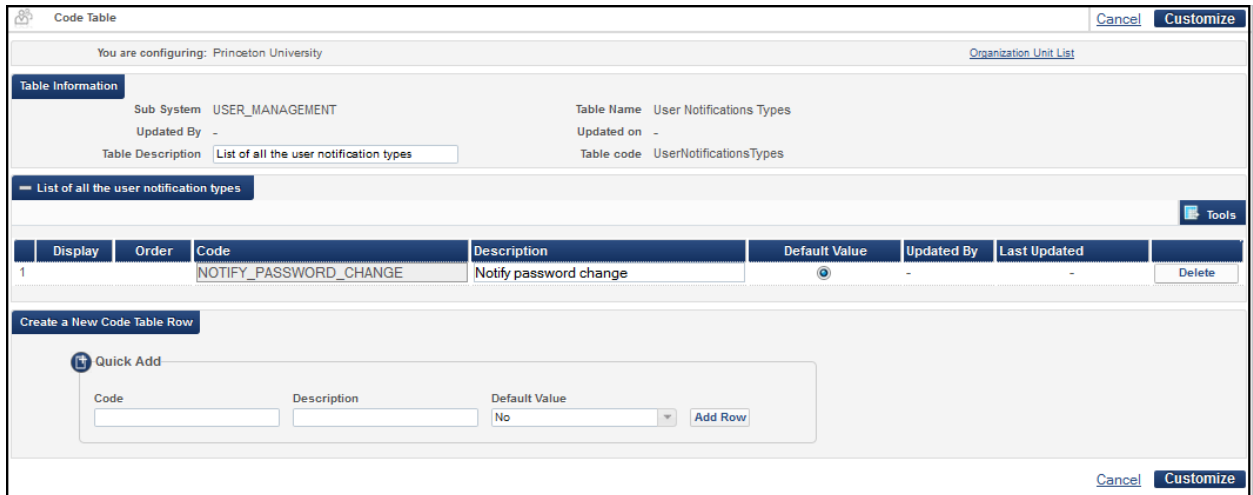 Code Table
Cancel Customize
You are configuring: Princeton University Organization Unit List
Table Information
Sub System USER_MANAGEMENT Table Name User Notifications Types
Updated By - Updated on -
Table Description List of all the user notification types Table code UserNotificationsTypes
List of all the user notification types
Tools
Display Order Code Description Default Value Updated By Last Updated
1 NOTIFY_PASSWORD_CHANGE Notify password change - - Delete
Create a New Code Table Row
Quick Add
Code Description Default Value
No Add Row
Cancel Customize